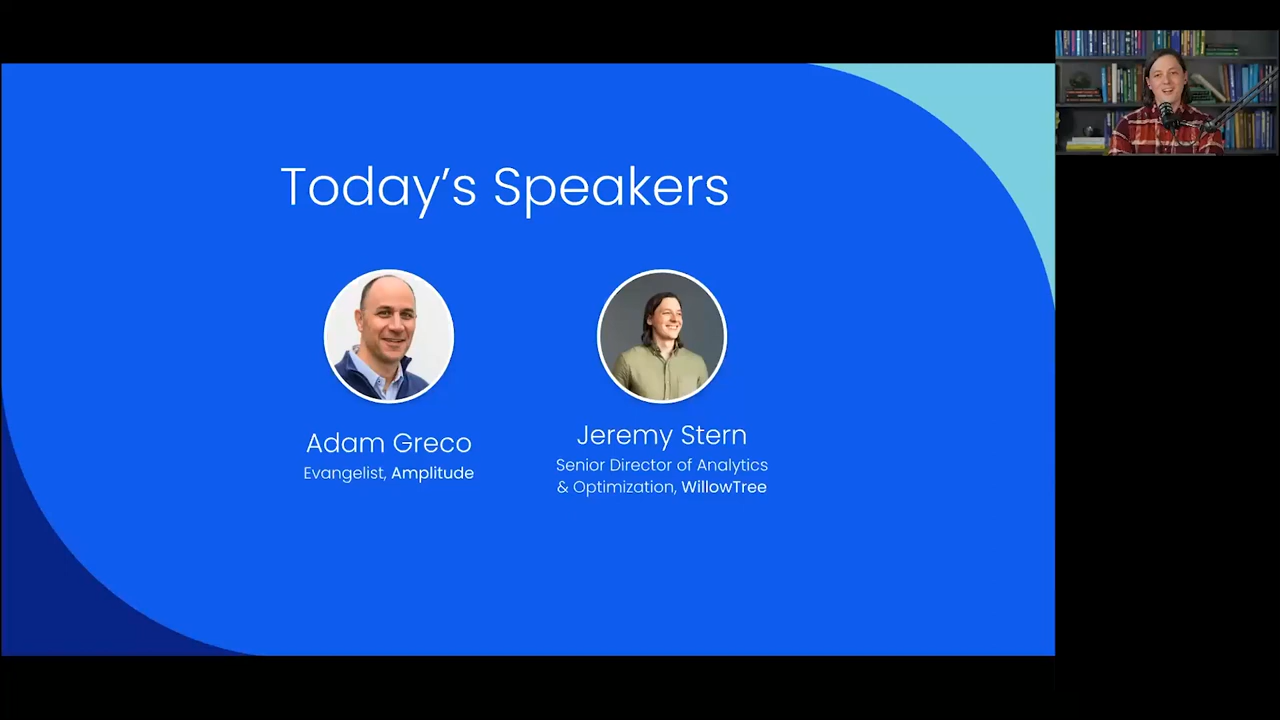 Today's Speakers
Adam Greco
Evangelist, Amplitude
Jeremy Stern
Senior Director of Analytics
& Optimization, WillowTree